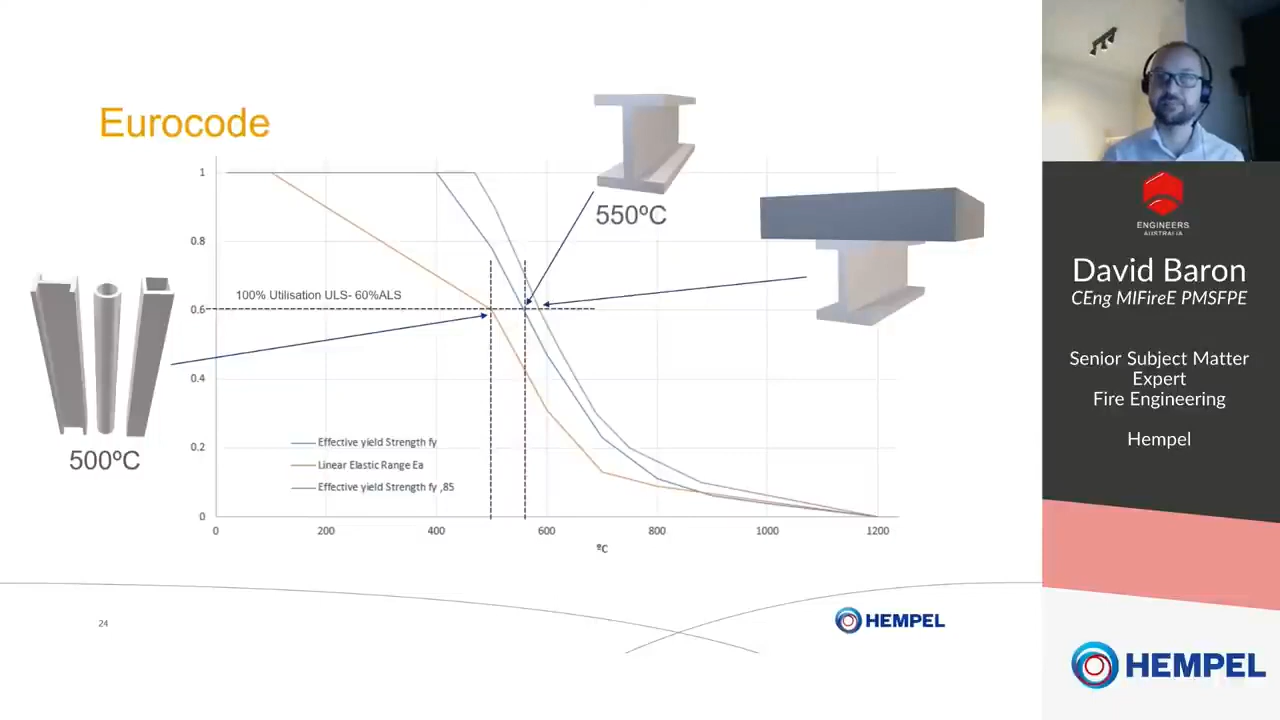 Eurocode
550ºC
1
0.8
0.6
0.4
0.2
0
100% Utilisation ULS- 60%ALS
500ºC
Effective yield Strength fy
Linear Elastic Range Ea
Effective yield Strength fy ,85
0
200
400
600
800
1000
1200
ºC
24
HEMPEL
ENGINEERS
AUSTRALIA
David Baron
CEng MIFireE PMSFPE
Senior Subject Matter
Expert
Fire Engineering
Hempel
HEMPEL